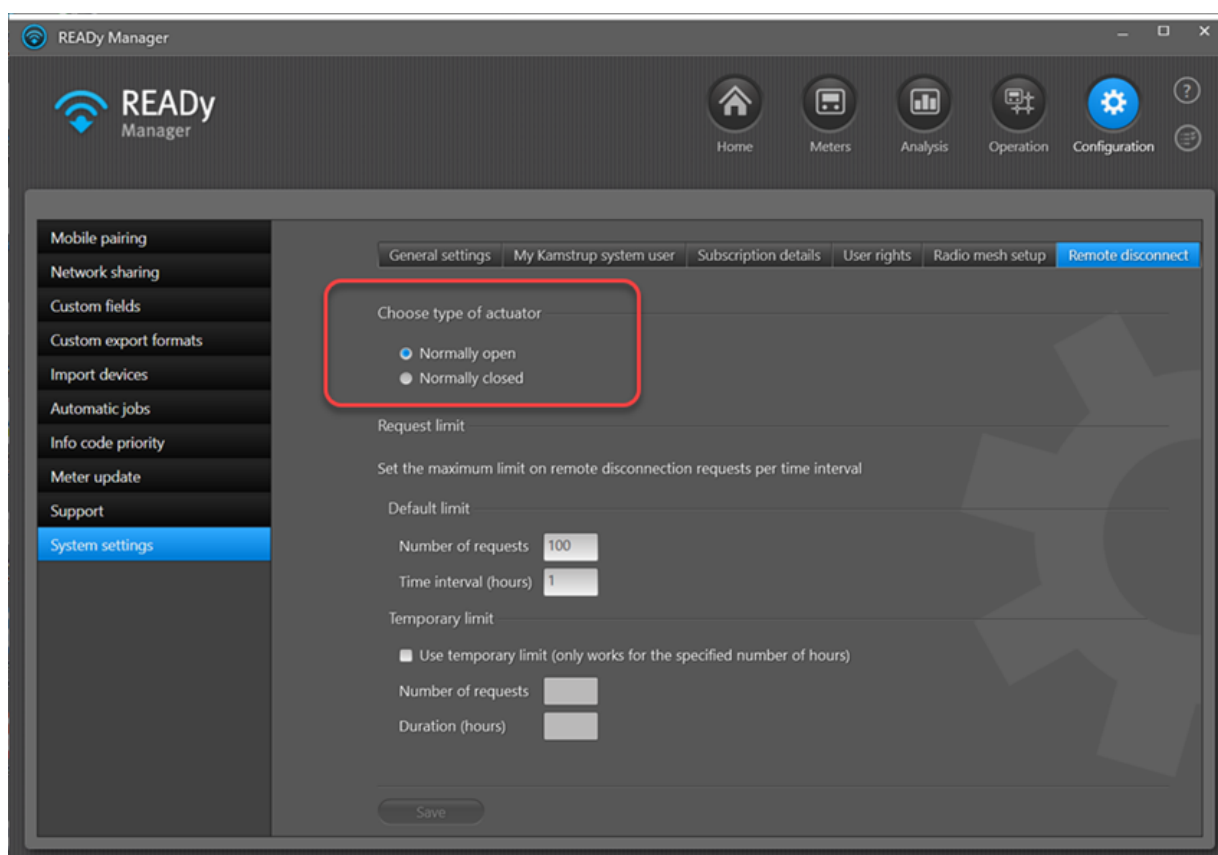 READy Manager
READy
Manager
Home Meters Analysis Operation Configuration
?
Mobile pairing
Network sharing
Custom fields
Custom export formats
Import devices
Automatic jobs
Info code priority
Meter update
Support
System settings
General settings My Kamstrup system user Subscription details User rights Radio mesh setup Remote disconnect
Choose type of actuator
Normally open
Normally closed
Request limit
Set the maximum limit on remote disconnection requests per time interval
Default limit
Number of requests 100
Time interval (hours) 1
Temporary limit
Use temporary limit (only works for the specified number of hours)
Number of requests
Duration (hours)
Save